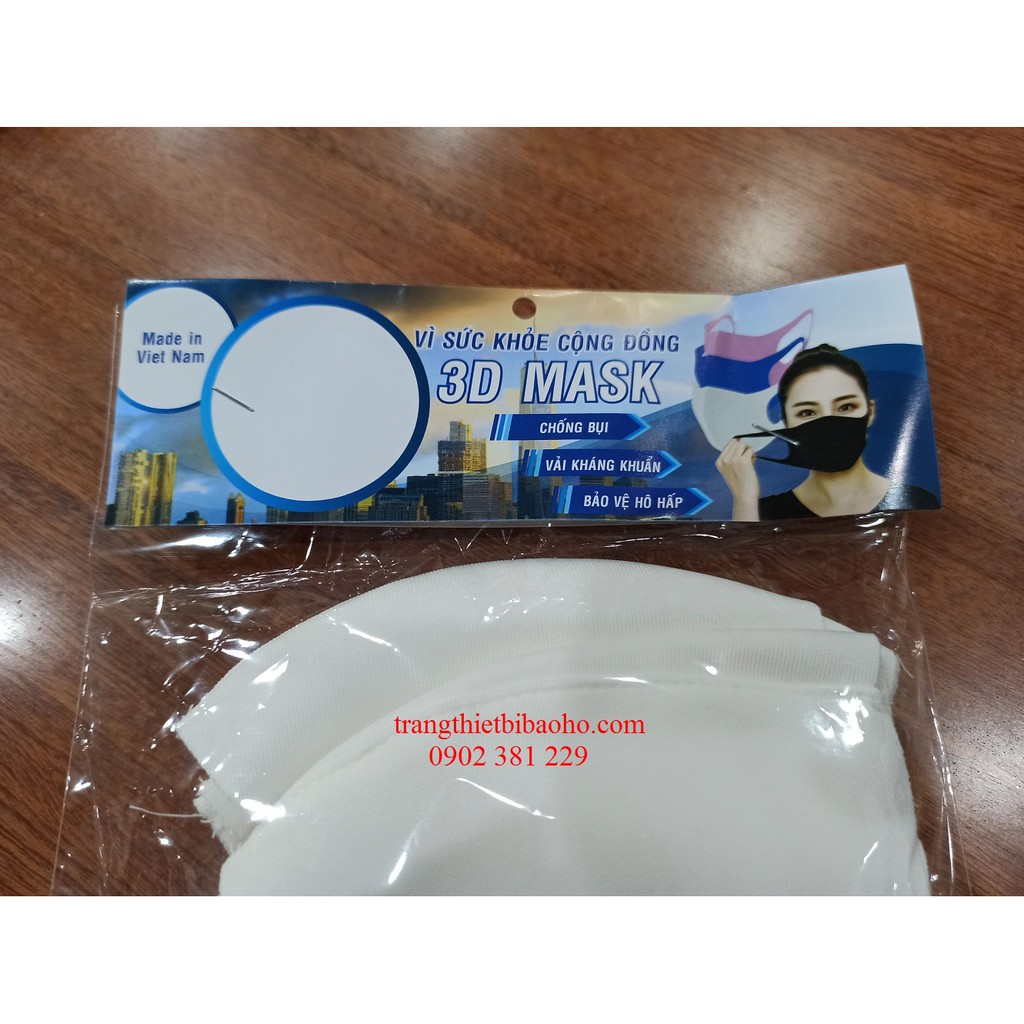 Made in
Viet Nam
VÌ SỨC KHỎE CỘNG ĐỒNG
3D MASK
CHỐNG BỤI
VẢI KHÁNG KHUẨN
BẢO VỆ HÔ HẤP
trangthietbibaoho.com
0902 381 229